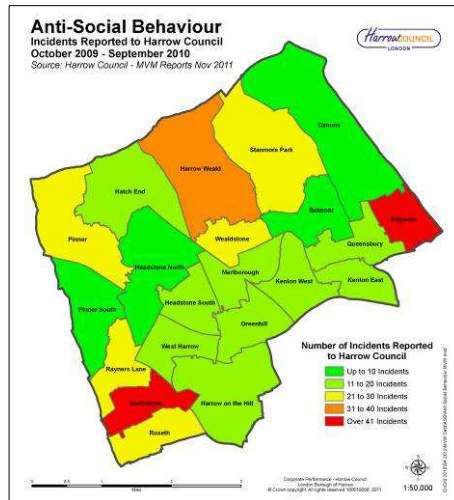 Anti-Social Behaviour
Incidents Reported to Harrow Council
October 2009 - September 2010
Source: Harrow Council - MVM Reports Nov 2011
HarrowCOUNCIL
LONDON
Canons
Stanmore Park
Harrow Weald
Hatch End
Belmont
Edgware
Pinner
Wealdstone
Queensbury
Headstone North
Marlborough
Kenton West
Kenton East
Pinner South
Headstone South
Greenhill
West Harrow
Rayners Lane
Harrow on the Hill
Roxeth
Number of Incidents Reported
to Harrow Council
Up to 10 Incidents
11 to 20 Incidents
21 to 30 Incidents
31 to 40 Incidents
Over 41 Incidents
Corporate Performance - Harrow Council
London Borough of Harrow
1:50,000
Miles